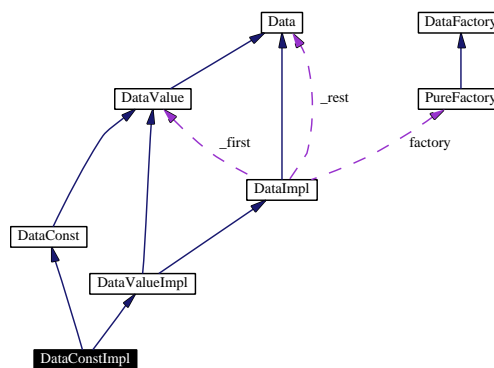 Data
DataFactory
DataValue
_rest
PureFactory
_first
factory
DataImpl
DataConst
DataValueImpl
DataConstImpl